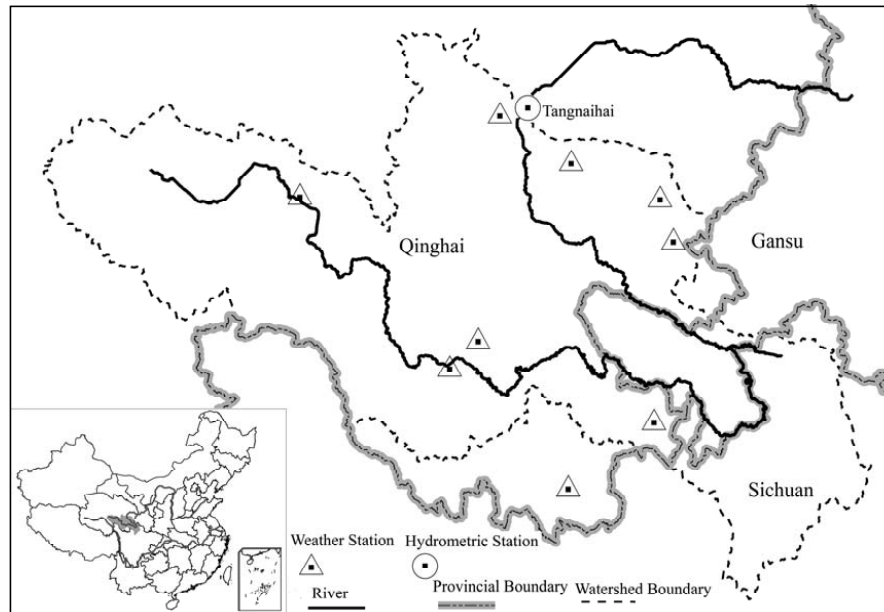 Tangnaihai
Qinghai
Gansu
Sichuan
Weather Station
Hydrometric Station
River
Provincial Boundary
Watershed Boundary